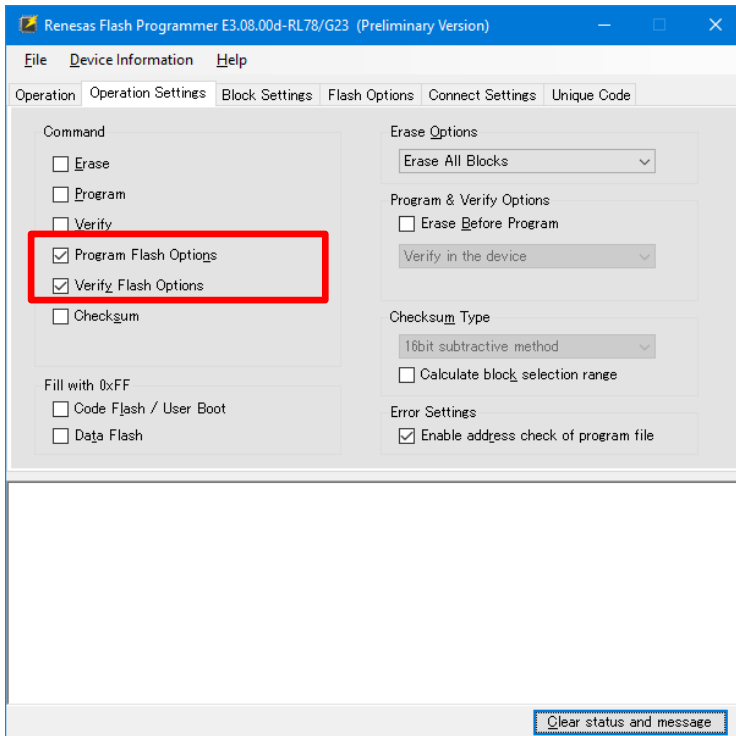 Renesas Flash Programmer E3.08.00d-RL78/G23 (Preliminary Version)
File Device Information Help
Operation Operation Settings Block Settings Flash Options Connect Settings Unique Code
Command
Erase
Program
Verify
Program Flash Options
Verify Flash Options
Checksum
Fill with 0xFF
Code Flash / User Boot
Data Flash
Erase Options
Erase All Blocks
Program & Verify Options
Erase Before Program
Verify in the device
Checksum Type
16bit subtractive method
Calculate block selection range
Error Settings
Enable address check of program file
Clear status and message